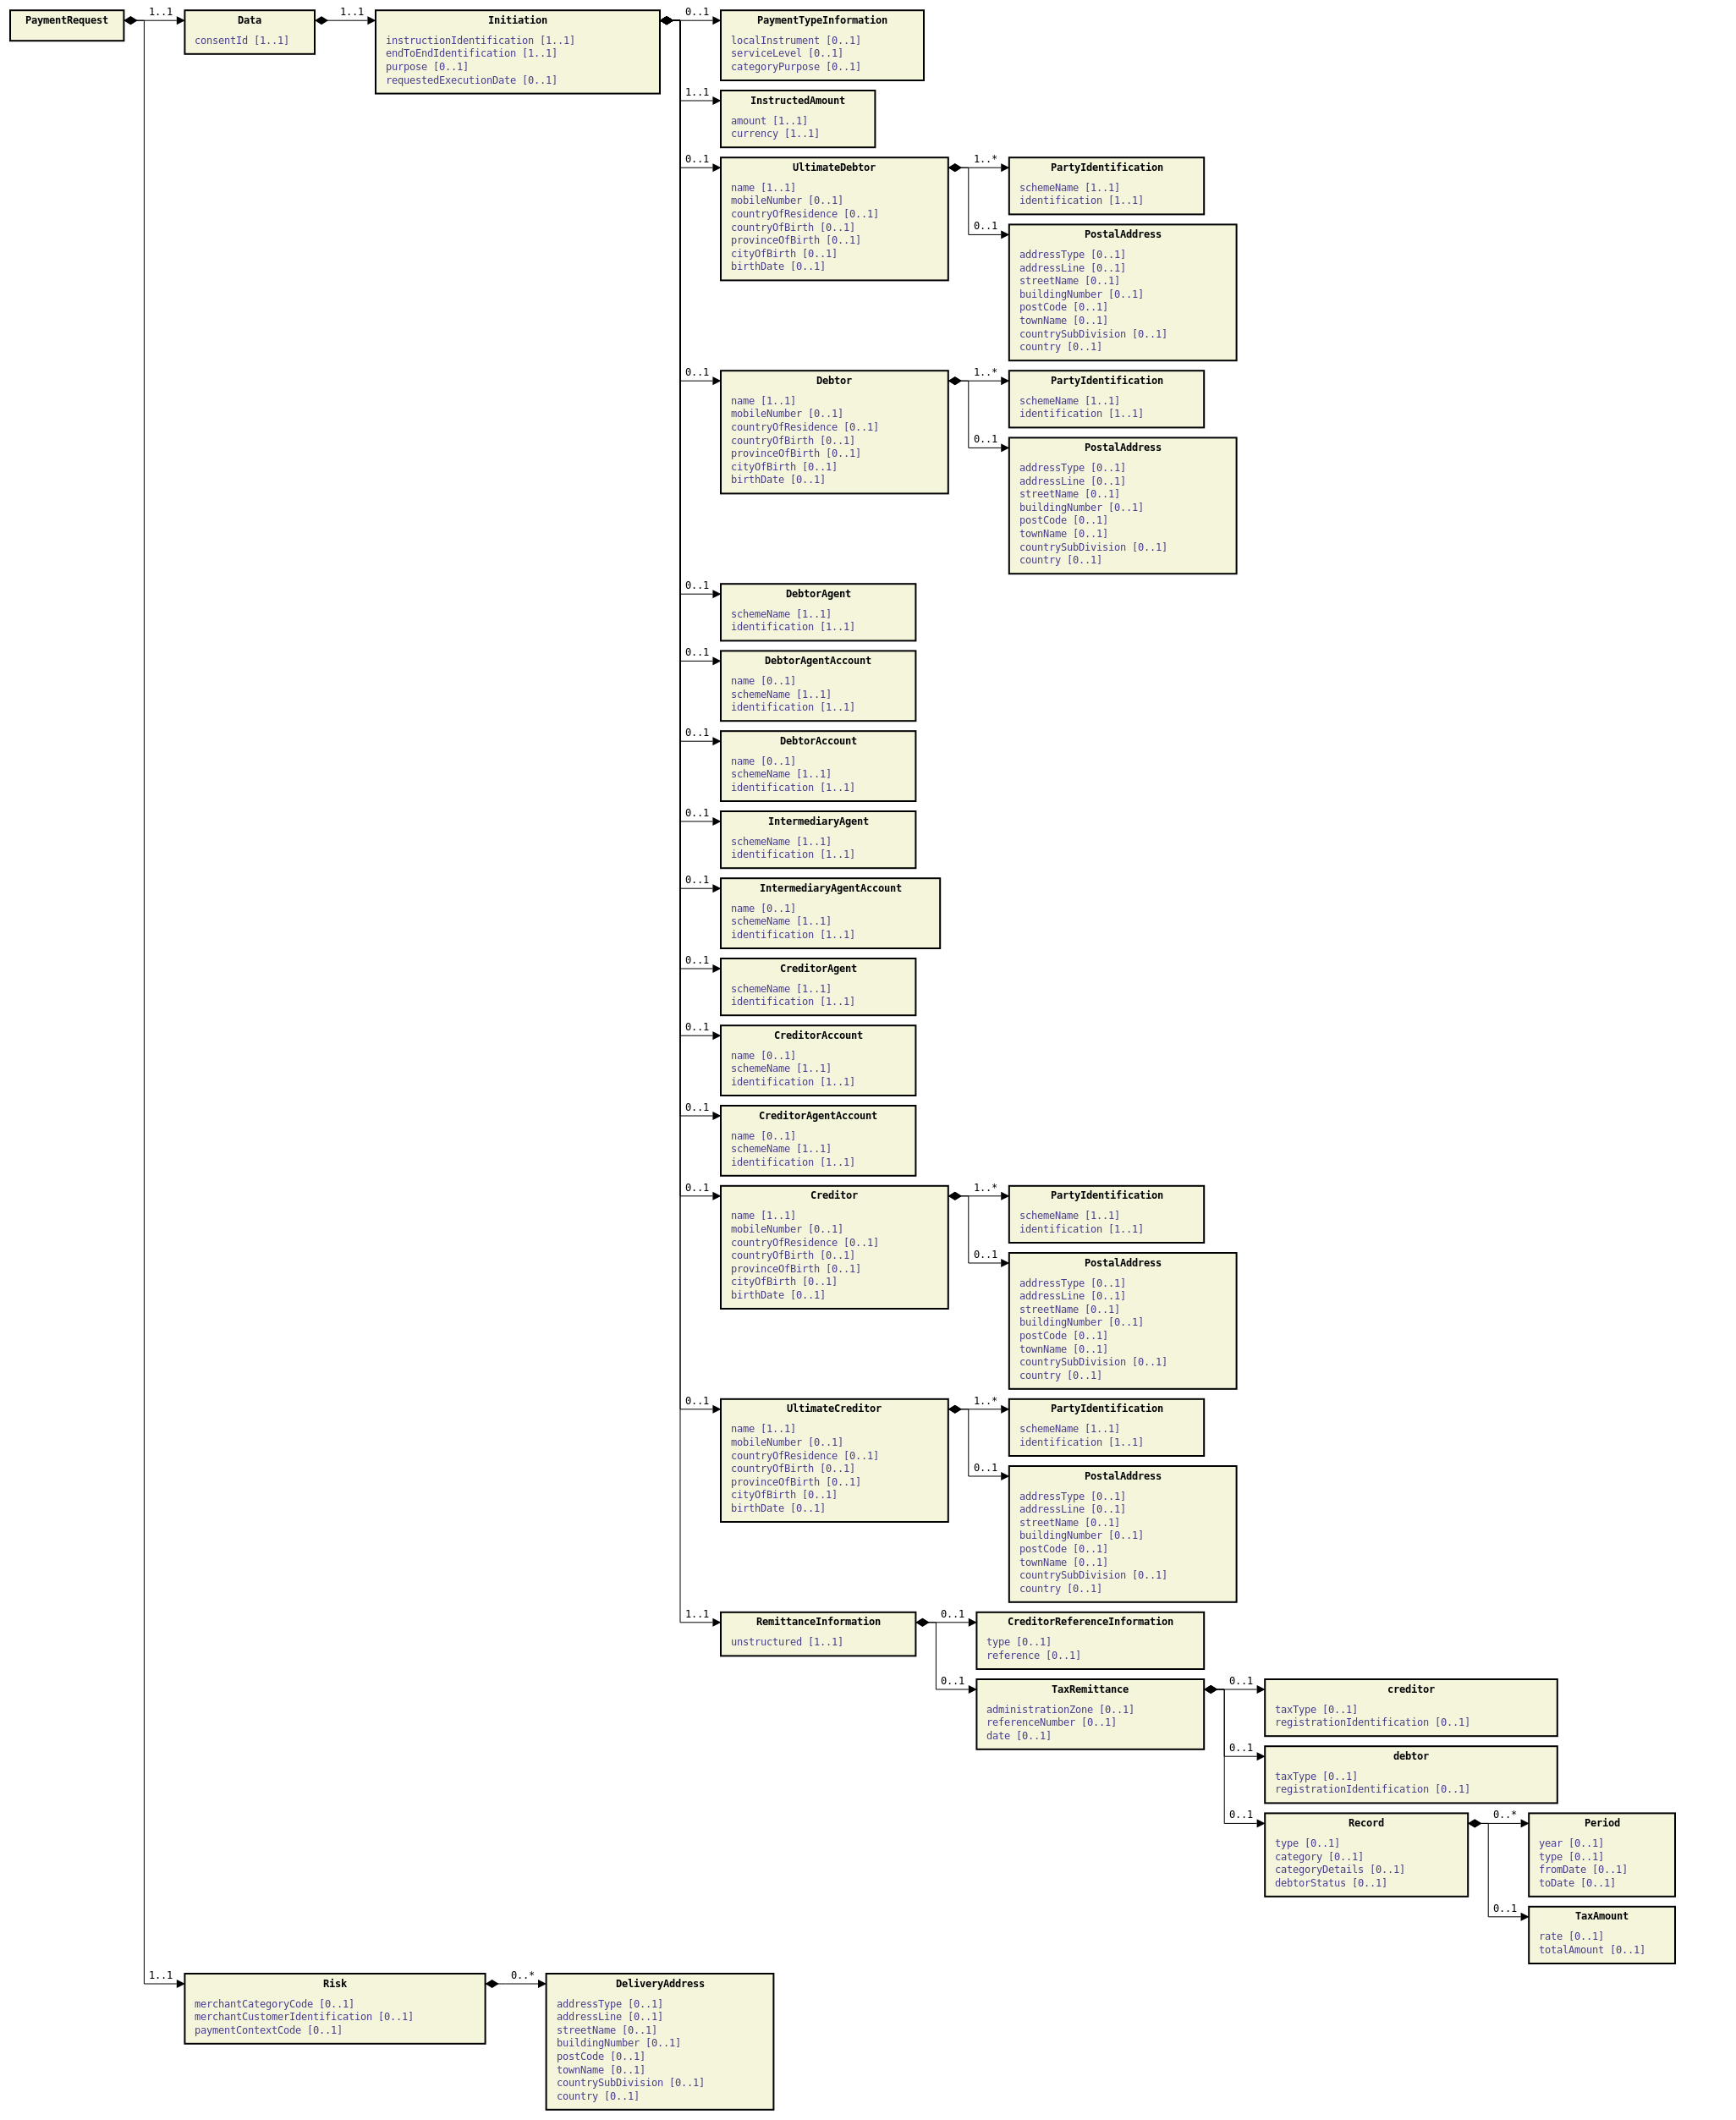 PaymentRequest
1..1
Data
consentId [1..1]
1..1
Initiation
instructionIdentification [1..1]
endToEndIdentification [1..1]
purpose [0..1]
requestedExecutionDate [0..1]
0..1
PaymentTypeInformation
localInstrument [0..1]
serviceLevel [0..1]
categoryPurpose [0..1]
1..1
InstructedAmount
amount [1..1]
currency [1..1]
0..1
UltimateDebtor
name [1..1]
mobileNumber [0..1]
countryOfResidence [0..1]
countryOfBirth [0..1]
provinceOfBirth [0..1]
cityOfBirth [0..1]
birthDate [0..1]
1..*
PartyIdentification
schemeName [1..1]
identification [1..1]
0..1
PostalAddress
addressType [0..1]
addressLine [0..1]
streetName [0..1]
buildingNumber [0..1]
postCode [0..1]
townName [0..1]
countrySubDivision [0..1]
country [0..1]
0..1
Debtor
name [1..1]
mobileNumber [0..1]
countryOfResidence [0..1]
countryOfBirth [0..1]
provinceOfBirth [0..1]
cityOfBirth [0..1]
birthDate [0..1]
1..*
PartyIdentification
schemeName [1..1]
identification [1..1]
0..1
PostalAddress
addressType [0..1]
addressLine [0..1]
streetName [0..1]
buildingNumber [0..1]
postCode [0..1]
townName [0..1]
countrySubDivision [0..1]
country [0..1]
0..1
DebtorAgent
schemeName [1..1]
identification [1..1]
0..1
DebtorAgentAccount
name [0..1]
schemeName [1..1]
identification [1..1]
0..1
DebtorAccount
name [0..1]
schemeName [1..1]
identification [1..1]
0..1
IntermediaryAgent
schemeName [1..1]
identification [1..1]
0..1
IntermediaryAgentAccount
name [0..1]
schemeName [1..1]
identification [1..1]
0..1
CreditorAgent
schemeName [1..1]
identification [1..1]
0..1
CreditorAccount
name [0..1]
schemeName [1..1]
identification [1..1]
0..1
CreditorAgentAccount
name [0..1]
schemeName [1..1]
identification [1..1]
0..1
Creditor
name [1..1]
mobileNumber [0..1]
countryOfResidence [0..1]
countryOfBirth [0..1]
provinceOfBirth [0..1]
cityOfBirth [0..1]
birthDate [0..1]
1..*
PartyIdentification
schemeName [1..1]
identification [1..1]
0..1
PostalAddress
addressType [0..1]
addressLine [0..1]
streetName [0..1]
buildingNumber [0..1]
postCode [0..1]
townName [0..1]
countrySubDivision [0..1]
country [0..1]
0..1
UltimateCreditor
name [1..1]
mobileNumber [0..1]
countryOfResidence [0..1]
countryOfBirth [0..1]
provinceOfBirth [0..1]
cityOfBirth [0..1]
birthDate [0..1]
1..*
PartyIdentification
schemeName [1..1]
identification [1..1]
0..1
PostalAddress
addressType [0..1]
addressLine [0..1]
streetName [0..1]
buildingNumber [0..1]
postCode [0..1]
townName [0..1]
countrySubDivision [0..1]
country [0..1]
1..1
RemittanceInformation
unstructured [1..1]
0..1
CreditorReferenceInformation
type [0..1]
reference [0..1]
0..1
TaxRemittance
administrationZone [0..1]
referenceNumber [0..1]
date [0..1]
0..1
creditor
taxType [0..1]
registrationIdentification [0..1]
0..1
debtor
taxType [0..1]
registrationIdentification [0..1]
0..1
Record
type [0..1]
category [0..1]
categoryDetails [0..1]
debtorStatus [0..1]
0..*
Period
year [0..1]
type [0..1]
fromDate [0..1]
toDate [0..1]
0..1
TaxAmount
rate [0..1]
totalAmount [0..1]
1..1
Risk
merchantCategoryCode [0..1]
merchantCustomerIdentification [0..1]
paymentContextCode [0..1]
0..*
DeliveryAddress
addressType [0..1]
addressLine [0..1]
streetName [0..1]
buildingNumber [0..1]
postCode [0..1]
townName [0..1]
countrySubDivision [0..1]
country [0..1]